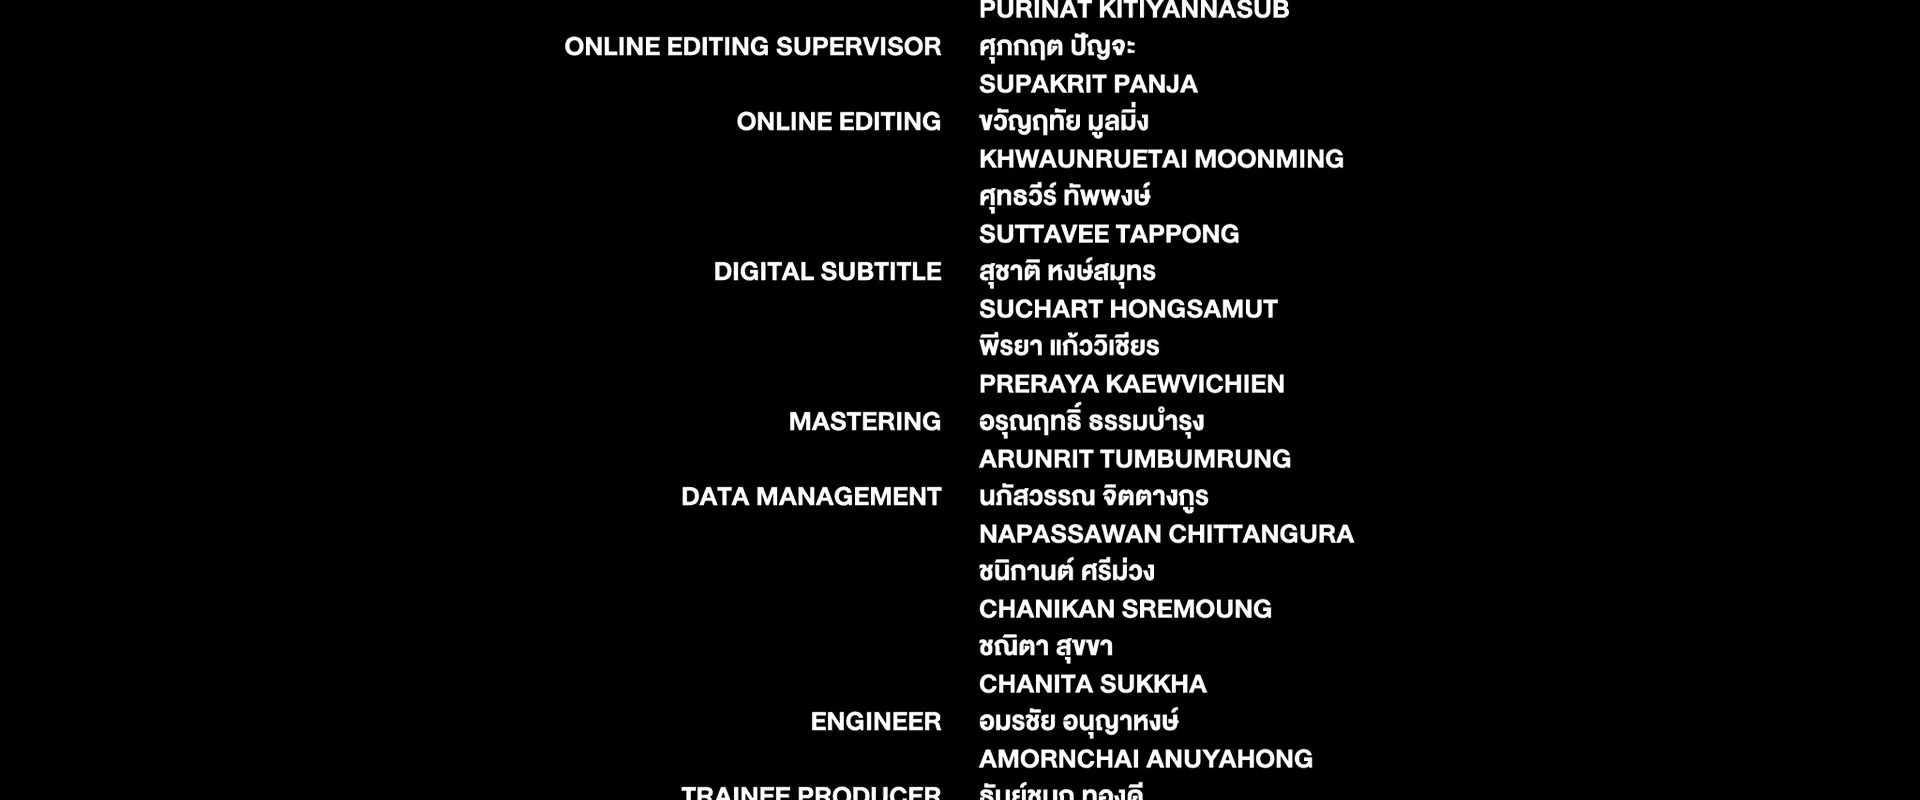 PURINAT KITIYANNASUB
ONLINE EDITING SUPERVISOR ศุภกฤต ปัญจะ
SUPAKRIT PANJA
ONLINE EDITING ขวัญฤทัย มูลมิ่ง
KHWAUNRUETAI MOONMING
ศุทธวีร์ ทัพพงษ์
SUTTAVEE TAPPONG
DIGITAL SUBTITLE สุชาติ หงษ์สมุทร
SUCHART HONGSAMUT
พีรยา แก้ววิเชียร
PRERAYA KAEWVICHIEN
MASTERING อรุณฤทธิ์ ธรรมบำรุง
ARUNRIT TUMBUMRUNG
DATA MANAGEMENT นภัสวรรณ จิตตางกูร
NAPASSAWAN CHITTANGURA
ชนิกานต์ ศรีม่วง
CHANIKAN SREMOUNG
ชณิตา สุขขา
CHANITA SUKKHA
ENGINEER อมรชัย อนุญาหงษ์
AMORNCHAI ANUYAHONG
TRAINEE PRODUCER ทองดี